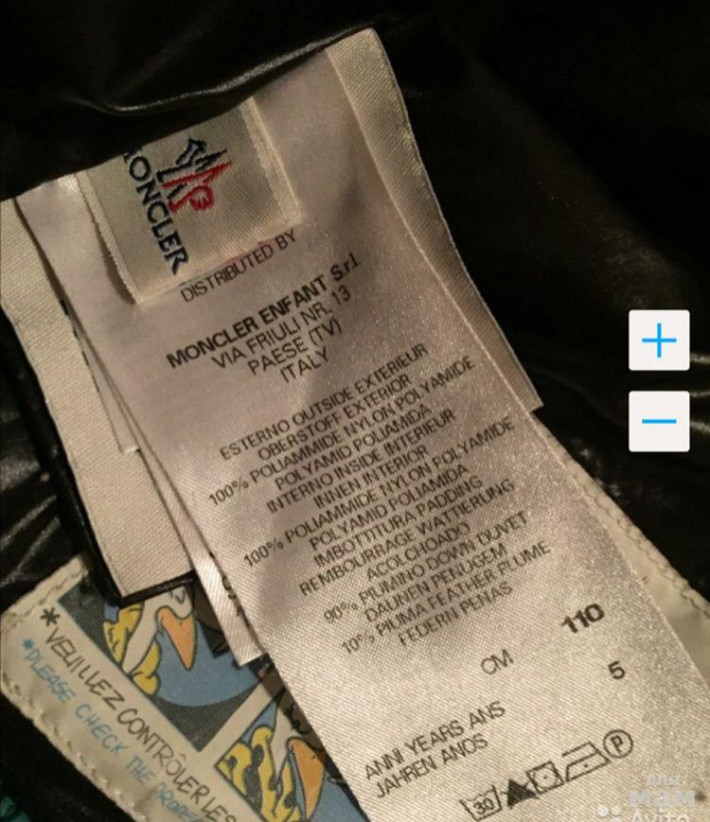 MONCLER
DISTRIBUTED BY
MONCLER ENFANT S.r.l.
VIA FRIULI NR. 13
PAESE (TV)
ITALY
ESTERNO OUTSIDE EXTERIEUR
OBERSTOFF EXTERIOR
100% POLIAMMIDE NYLON POLYAMIDE
POLYAMID POLIAMIDA
INTERNO INSIDE INTERIEUR
INNEN INTERIOR
100% POLIAMMIDE NYLON POLYAMIDE
POLYAMID POLIAMIDA
IMBOTTITURA PADDING
REMBOURRAGE WATTIERUNG
ACOLCHOADO
90% PIUMINO DOWN DUVET
DAUNEN PENUGEM
10% PIUMA FEATHER PLUME
FEDERN PENAS
CM 110
ANNI YEARS ANS 5
JAHREN ANOS
30 P
*VEUILLEZ CONTRÔLER LES
*PLEASE CHECK THE
+
−
для
мам
Avito